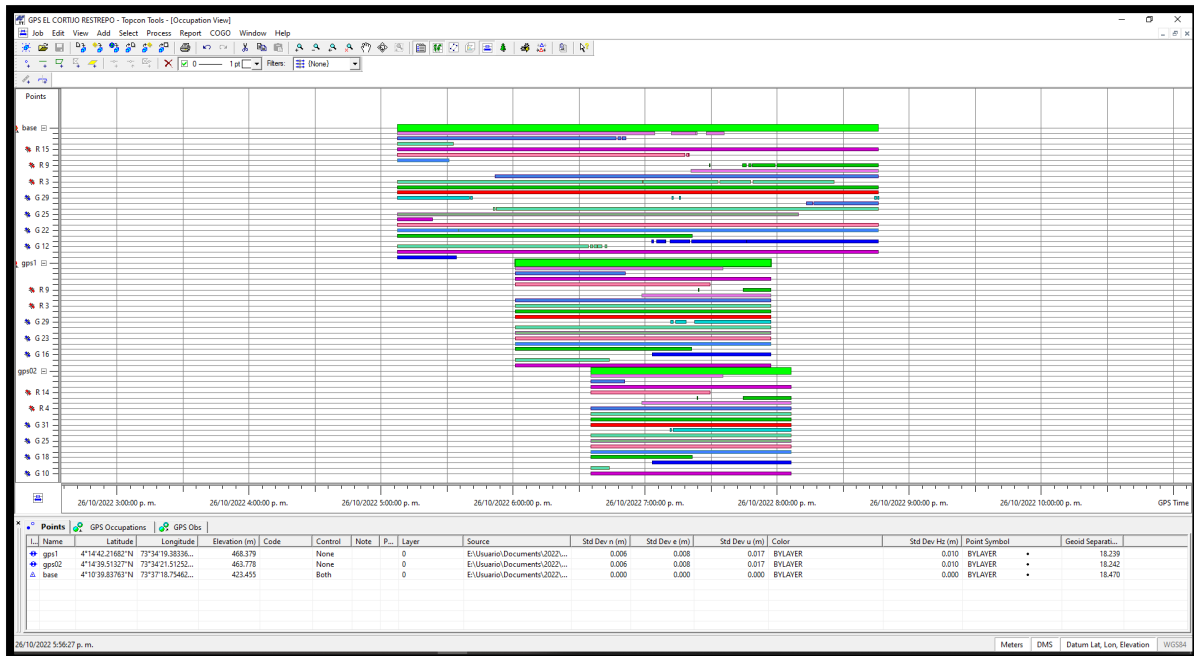 GPS EL CORTIJO RESTREPO - Topcon Tools - [Occupation View]
Job Edit View Add Select Process Report COGO Window Help
0 1 pt Filters: (None)
Points
base
R 15
R 9
R 3
G 29
G 25
G 22
G 12
gps1
R 9
R 3
G 29
G 23
G 16
gps02
R 14
R 4
G 31
G 25
G 18
G 10
26/10/2022 3:00:00 p. m. 26/10/2022 4:00:00 p. m. 26/10/2022 5:00:00 p. m. 26/10/2022 6:00:00 p. m. 26/10/2022 7:00:00 p. m. 26/10/2022 8:00:00 p. m. 26/10/2022 9:00:00 p. m. 26/10/2022 10:00:00 p. m. GPS Time
Points GPS Occupations GPS Obs
I... Name Latitude Longitude Elevation (m) Code Control Note P... Layer Source Std Dev n (m) Std Dev e (m) Std Dev u (m) Color Std Dev Hz (m) Point Symbol Geoid Separati...
gps1 4°14'42.21682"N 73°34'19.38336... 468.379 None 0 E:\Usuario\Documents\2022\... 0.006 0.008 0.017 BYLAYER 0.010 BYLAYER 18.239
gps02 4°14'39.51327"N 73°34'21.51252... 463.778 None 0 E:\Usuario\Documents\2022\... 0.006 0.008 0.017 BYLAYER 0.010 BYLAYER 18.242
base 4°10'39.83763"N 73°37'18.75462... 423.455 Both 0 E:\Usuario\Documents\2022\... 0.000 0.000 0.000 BYLAYER 0.000 BYLAYER 18.470
26/10/2022 5:56:27 p. m. Meters DMS Datum Lat, Lon, Elevation WGS84